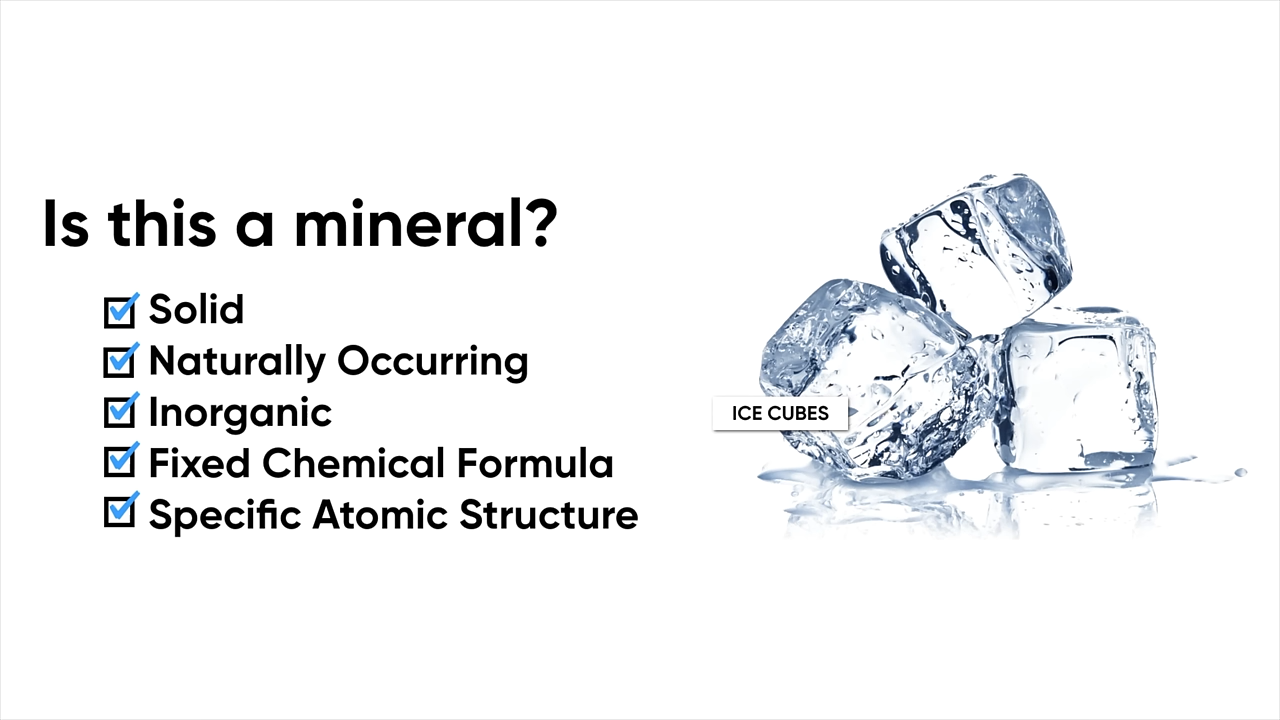 Is this a mineral?
Solid
Naturally Occurring
Inorganic
Fixed Chemical Formula
Specific Atomic Structure
ICE CUBES